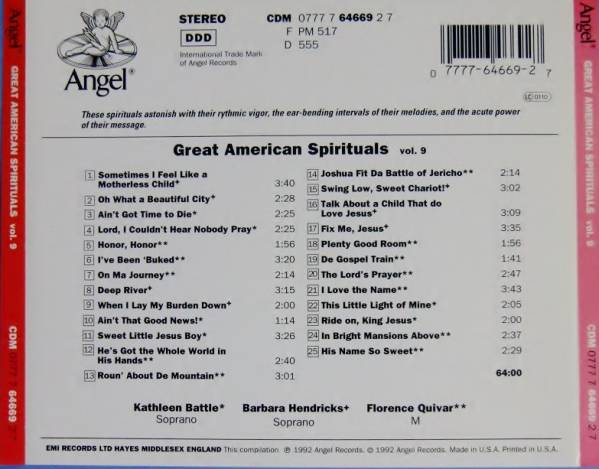 Angel®
GREAT AMERICAN SPIRITUALS vol. 9
CDM 0777 7 64669 2 7
Angel®
STEREO
DDD
International Trade Mark
of Angel Records
CDM 0777 7 64669 2 7
F PM 517
D 555
0 7777-64669-2 7
LC 0110
These spirituals astonish with their rythmic vigor, the ear-bending intervals of their melodies, and the acute power
of their message.
Great American Spirituals vol. 9
1 Sometimes I Feel Like a
Motherless Child+ 3:40
2 Oh What a Beautiful City+ 2:28
3 Ain't Got Time to Die* 2:25
4 Lord, I Couldn't Hear Nobody Pray* 2:25
5 Honor, Honor** 1:56
6 I've Been 'Buked** 3:20
7 On Ma Journey** 2:14
8 Deep River+ 3:15
9 When I Lay My Burden Down+ 2:00
10 Ain't That Good News!* 1:14
11 Sweet Little Jesus Boy* 3:26
12 He's Got the Whole World in
His Hands** 2:40
13 Roun' About De Mountain** 3:01
14 Joshua Fit Da Battle of Jericho** 2:14
15 Swing Low, Sweet Chariot!+ 3:02
16 Talk About a Child That do
Love Jesus+ 3:09
17 Fix Me, Jesus+ 3:35
18 Plenty Good Room** 1:56
19 De Gospel Train** 1:41
20 The Lord's Prayer** 2:47
21 I Love the Name** 3:43
22 This Little Light of Mine* 2:05
23 Ride on, King Jesus* 2:00
24 In Bright Mansions Above** 2:37
25 His Name So Sweet** 2:29
64:00
Kathleen Battle* Barbara Hendricks+ Florence Quivar**
Soprano Soprano M
EMI RECORDS LTD HAYES MIDDLESEX ENGLAND This compilation ℗ 1992 Angel Records. © 1992 Angel Records. Made in U.S.A. Printed in U.S.A.
Angel®
GREAT AMERICAN SPIRITUALS vol. 9
CDM 0777 7 64669 2 7